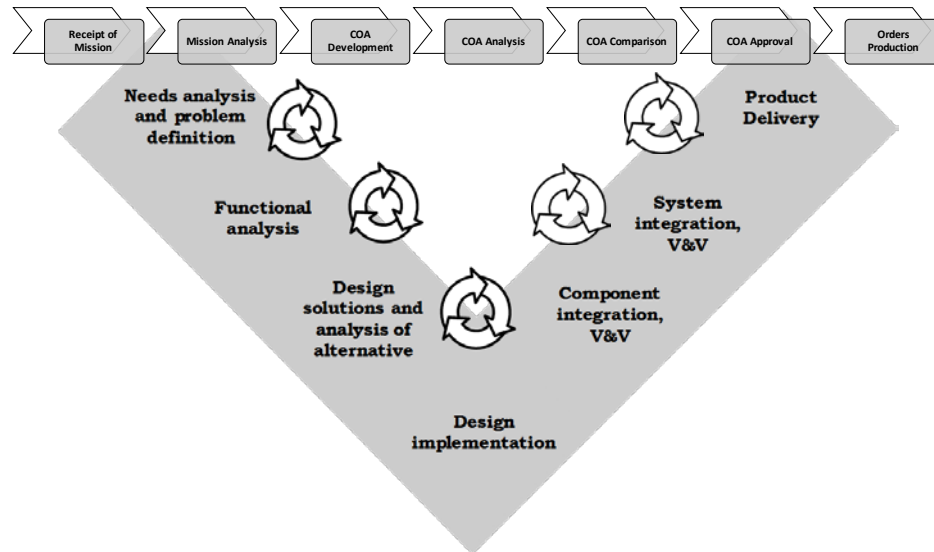 Receipt of
Mission
Mission Analysis
COA
Development
COA Analysis
COA Comparison
COA Approval
Orders
Production
Needs analysis
and problem
definition
Product
Delivery
Functional
analysis
System
integration,
V&V
Design
solutions and
analysis of
alternative
Component
integration,
V&V
Design
implementation